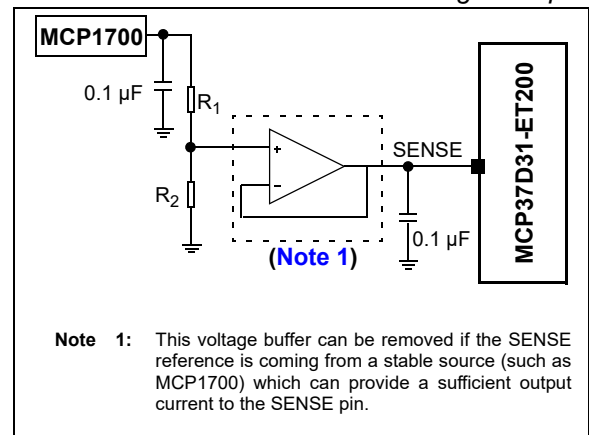 MCP1700
0.1 µF
R1
R2
+
-
SENSE
0.1 µF
(Note 1)
MCP37D31-ET200
Note 1: This voltage buffer can be removed if the SENSE
reference is coming from a stable source (such as
MCP1700) which can provide a sufficient output
current to the SENSE pin.